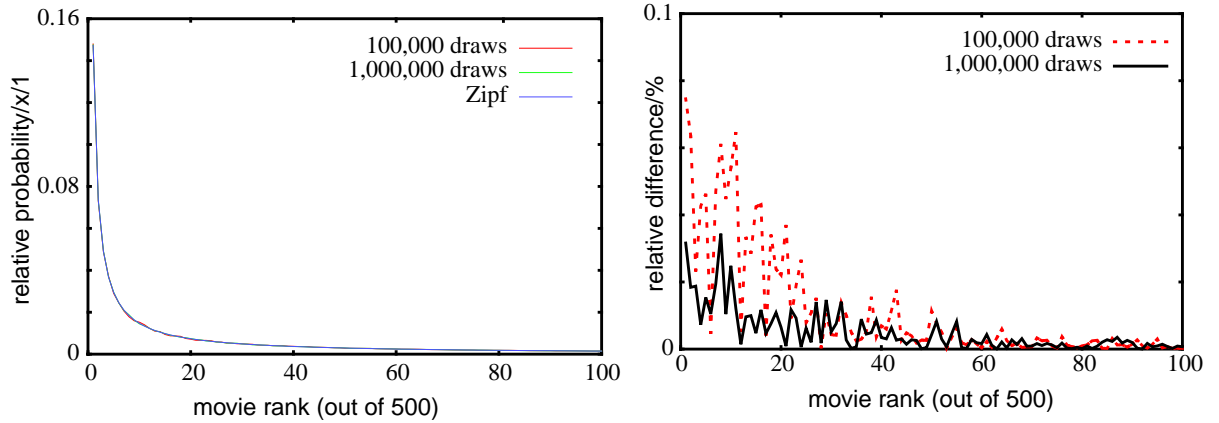 0.16
0.08
0
0
20
40
60
80
100
relative probability/x/1
movie rank (out of 500)
100,000 draws
1,000,000 draws
Zipf
0.1
0
0
20
40
60
80
100
relative difference/%
movie rank (out of 500)
100,000 draws
1,000,000 draws